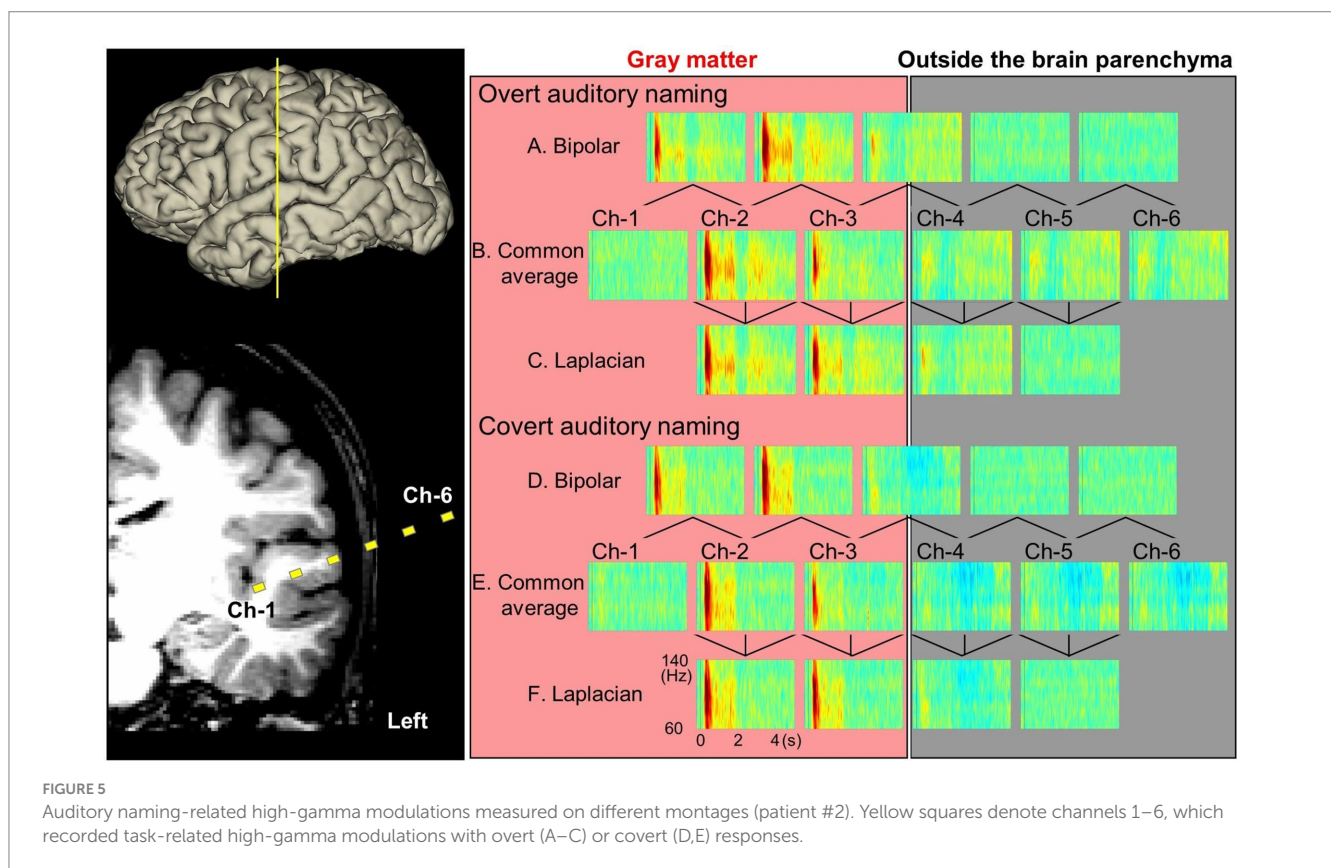 Gray matter
Outside the brain parenchyma
Overt auditory naming
A. Bipolar
Ch-1 Ch-2 Ch-3 Ch-4 Ch-5 Ch-6
B. Common
average
C. Laplacian
Covert auditory naming
D. Bipolar
Ch-1 Ch-2 Ch-3 Ch-4 Ch-5 Ch-6
E. Common
average
F. Laplacian
140
(Hz)
60
0 2 4 (s)
Ch-6
Ch-1
Left
FIGURE 5
Auditory naming-related high-gamma modulations measured on different montages (patient #2). Yellow squares denote channels 1–6, which
recorded task-related high-gamma modulations with overt (A–C) or covert (D,E) responses.